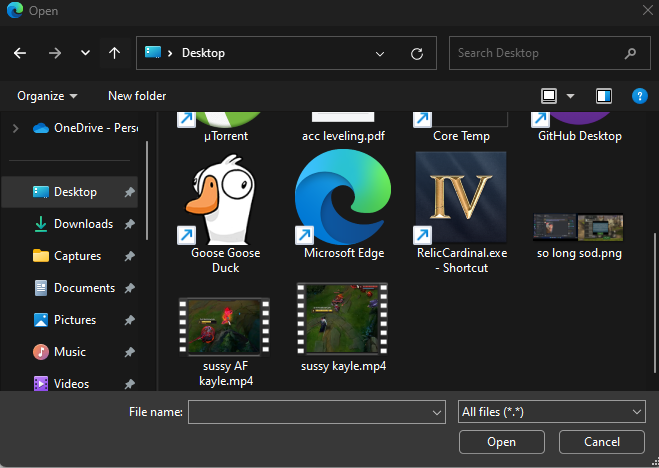 Open
Desktop
Search Desktop
Organize
New folder
OneDrive - Perso
Desktop
Downloads
Captures
Documents
Pictures
Music
Videos
µTorrent
acc leveling.pdf
Core Temp
GitHub Desktop
Goose Goose
Duck
Microsoft Edge
IV
RelicCardinal.exe
- Shortcut
so long sod.png
sussy AF
kayle.mp4
sussy kayle.mp4
File name:
All files (*.*)
Open
Cancel